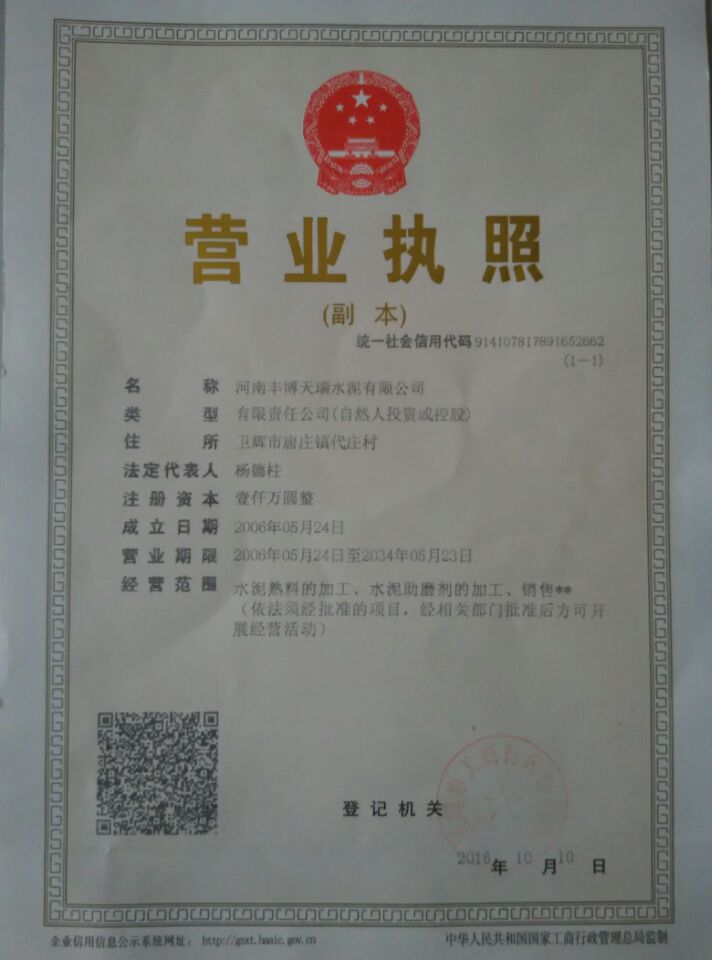 营业执照
(副 本)
统一社会信用代码 914107817891652662
(1-1)
名 称 河南丰博天瑞水泥有限公司
类 型 有限责任公司(自然人投资或控股)
住 所 卫辉市唐庄镇代庄村
法定代表人 杨德柱
注册资本 壹仟万圆整
成立日期 2006年05月24日
营业期限 2006年05月24日至2034年05月23日
经营范围 水泥熟料的加工、水泥助磨剂的加工、销售**
(依法须经批准的项目，经相关部门批准后方可开
展经营活动)
登记机关
2016年10月10日
企业信用信息公示系统网址： http://gsxt.haaic.gov.cn
中华人民共和国国家工商行政管理总局监制